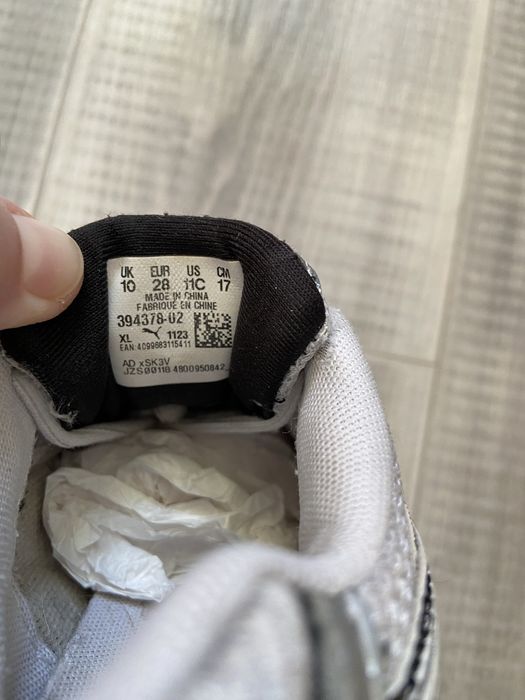 UK EUR US CM
10 28 11C 17
MADE IN CHINA
FABRIQUÉ EN CHINE
394378-02
XL 1123
EAN: 4099683115411
AD xSK3V
JZS00118 4800950842_